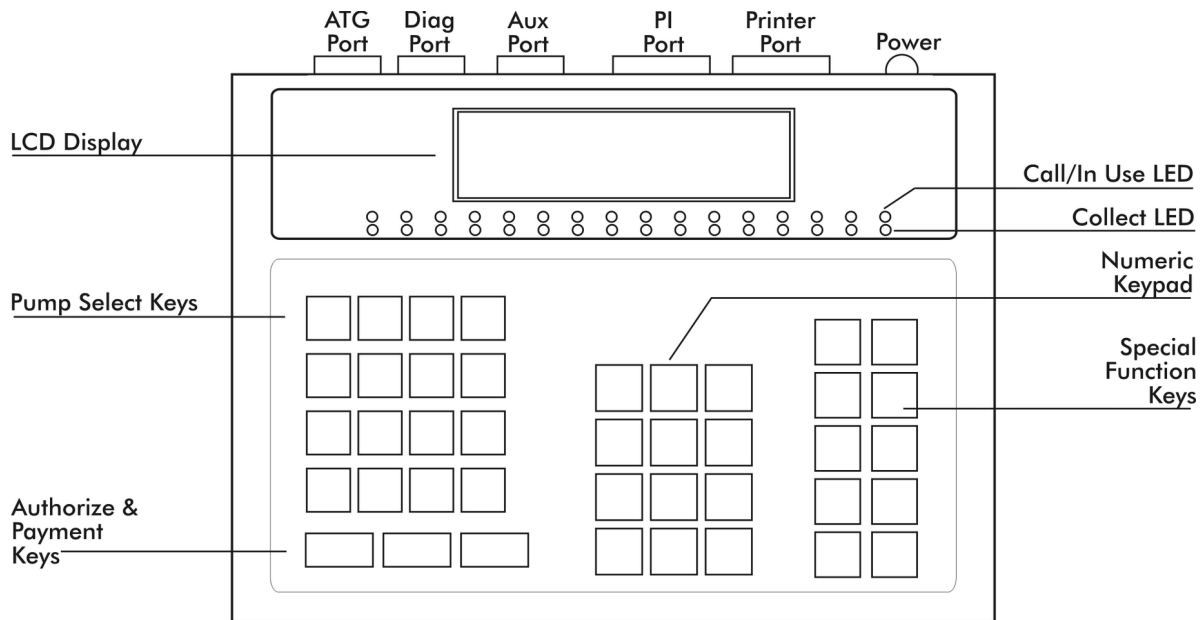 ATG
Port
Diag
Port
Aux
Port
PI
Port
Printer
Port
Power
LCD Display
Call/In Use LED
Collect LED
Numeric
Keypad
Pump Select Keys
Special
Function
Keys
Authorize &
Payment
Keys